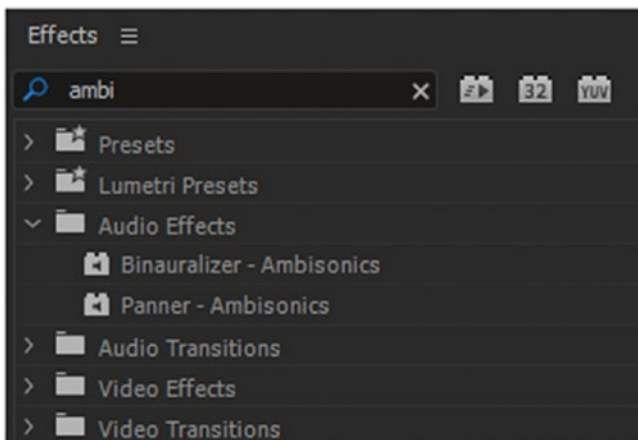 Effects
ambi
32
YUV
Presets
Lumetri Presets
Audio Effects
Binauralizer - Ambisonics
Panner - Ambisonics
Audio Transitions
Video Effects
Video Transitions